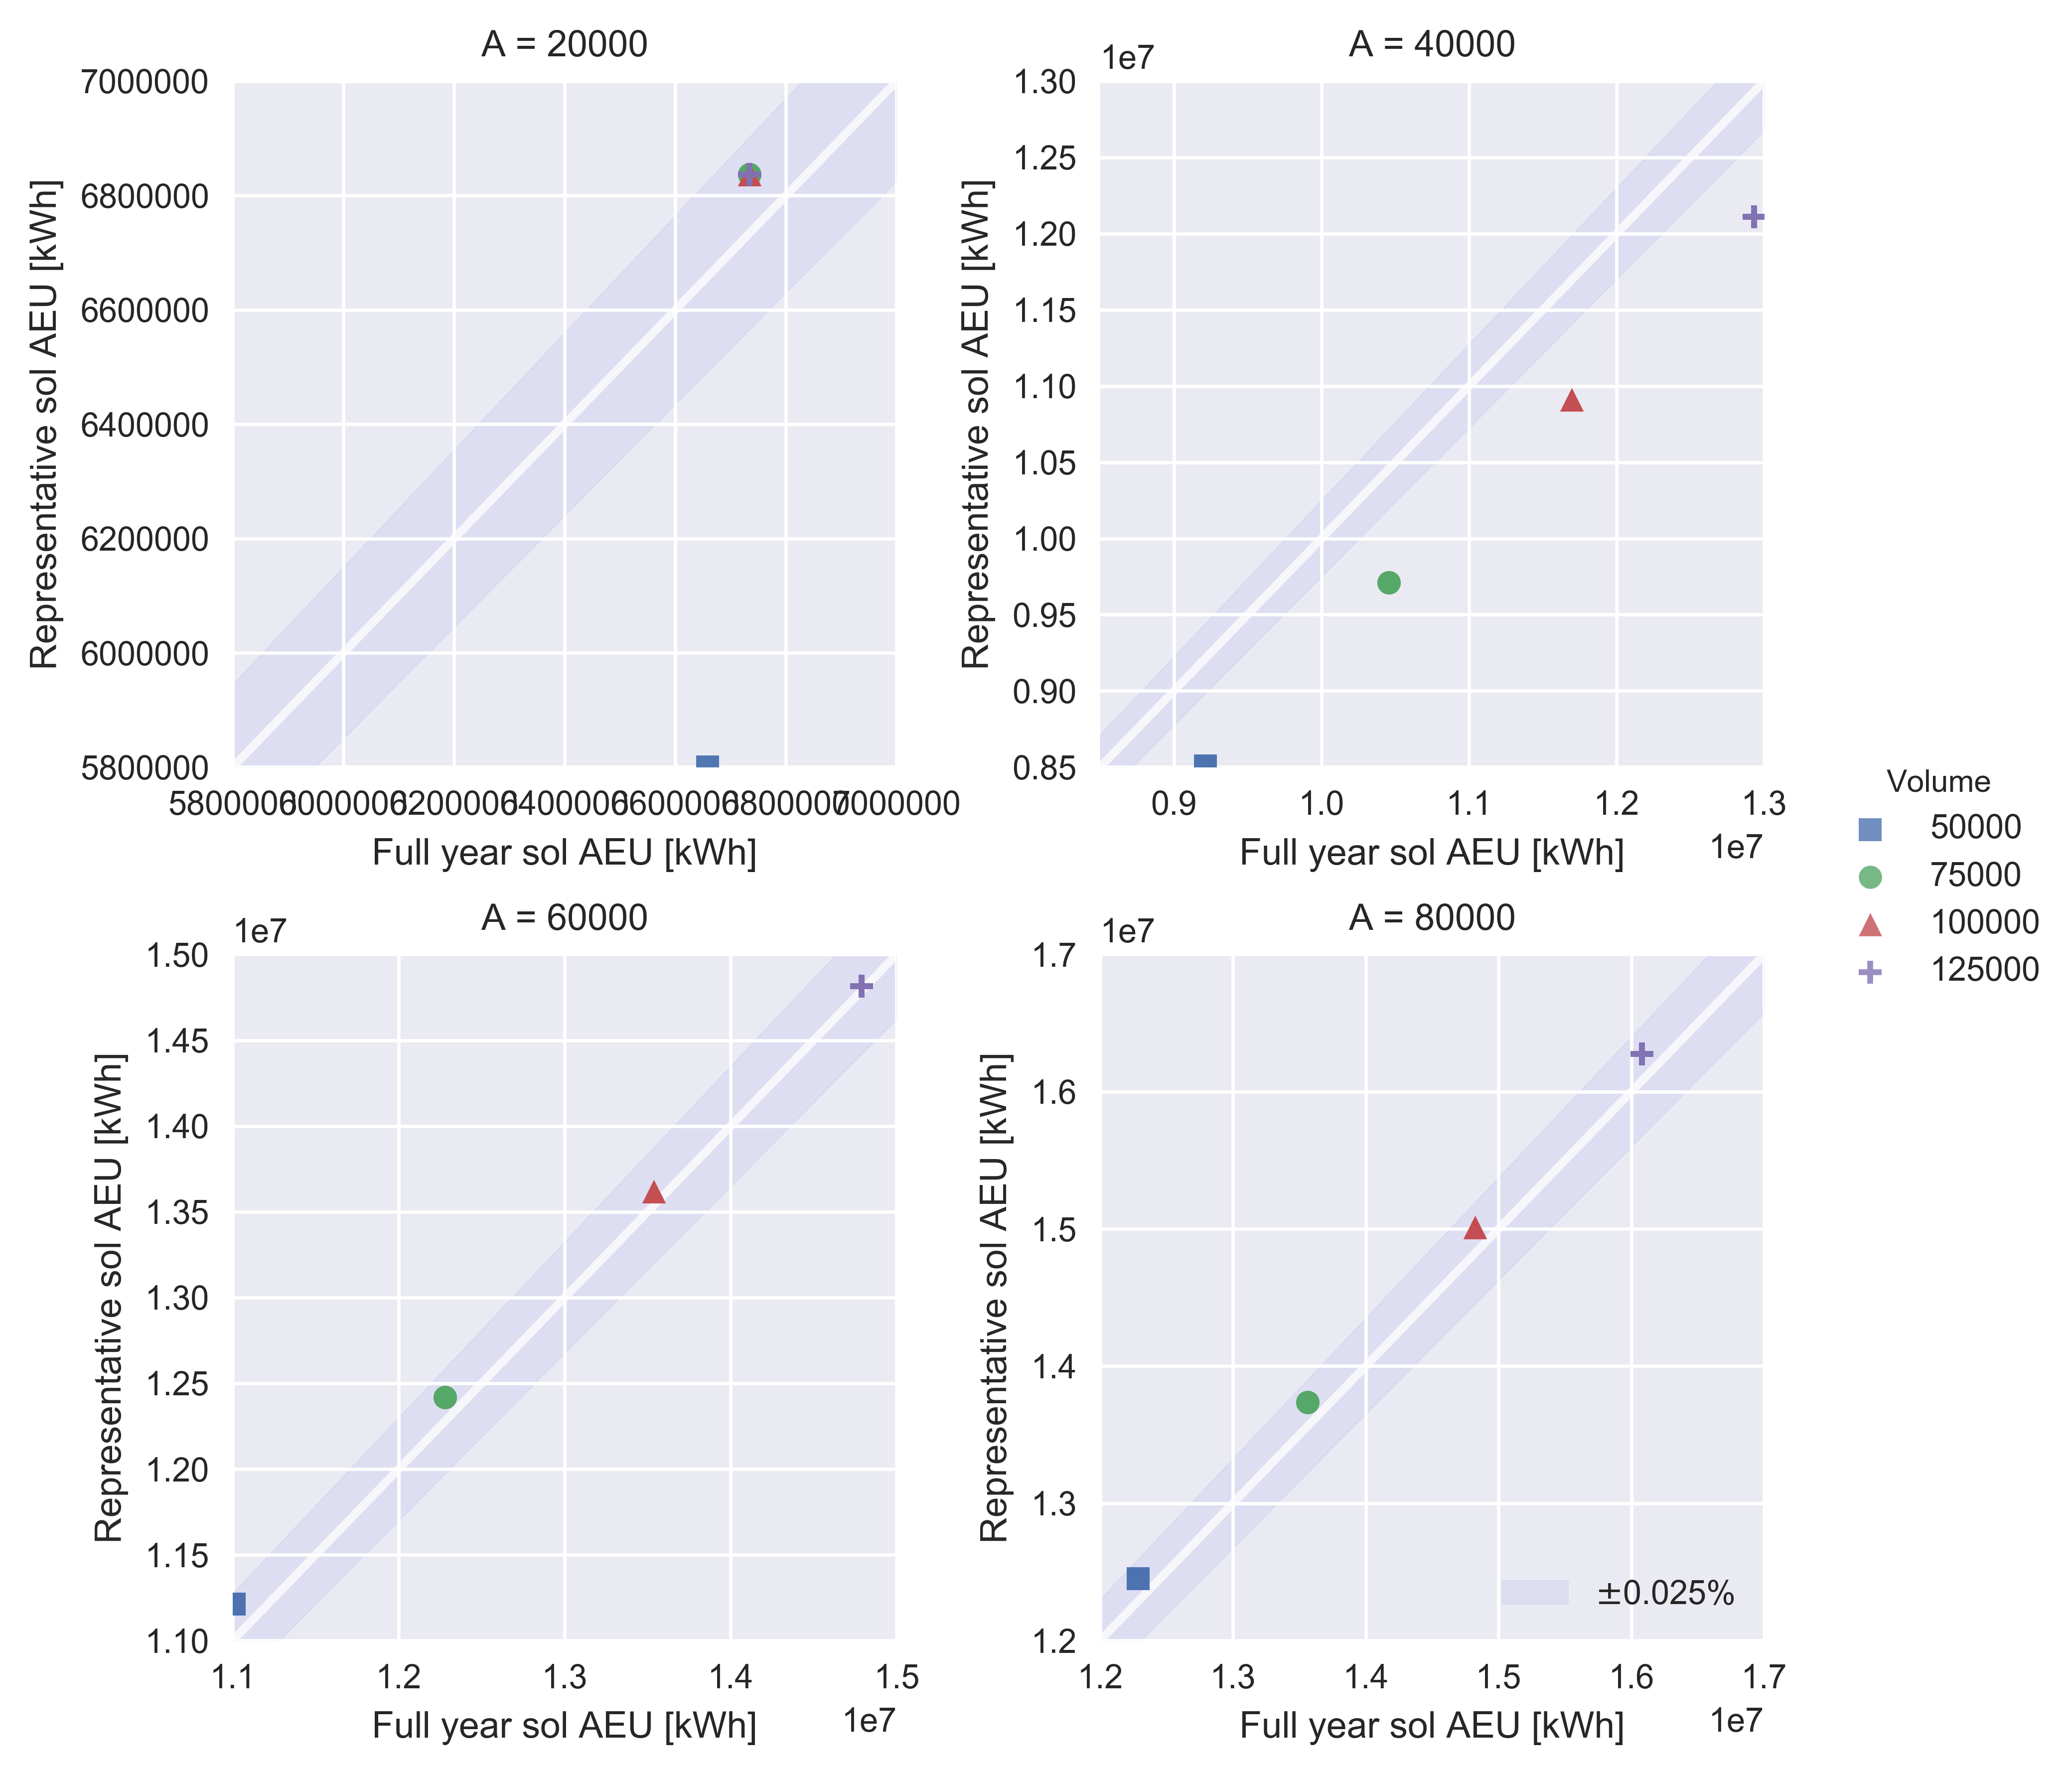 A = 20000
7000000
6800000
6600000
6400000
6200000
6000000
5800000
Representative sol AEU [kWh]
5800000 6000000 6200000 6400000 6600000 6800000 7000000
Full year sol AEU [kWh]
A = 40000
1e7
1.30
1.25
1.20
1.15
1.10
1.05
1.00
0.95
0.90
0.85
Representative sol AEU [kWh]
0.9 1.0 1.1 1.2 1.3
1e7
Full year sol AEU [kWh]
Volume
50000
75000
100000
125000
A = 60000
1e7
1.50
1.45
1.40
1.35
1.30
1.25
1.20
1.15
1.10
Representative sol AEU [kWh]
1.1 1.2 1.3 1.4 1.5
1e7
Full year sol AEU [kWh]
A = 80000
1e7
1.7
1.6
1.5
1.4
1.3
1.2
Representative sol AEU [kWh]
±0.025%
1.2 1.3 1.4 1.5 1.6 1.7
1e7
Full year sol AEU [kWh]